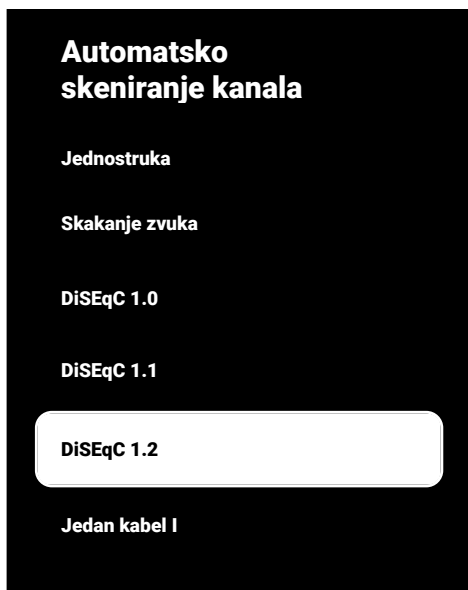 Automatsko
skeniranje kanala
Jednostruka
Skakanje zvuka
DiSEqC 1.0
DiSEqC 1.1
DiSEqC 1.2
Jedan kabel I